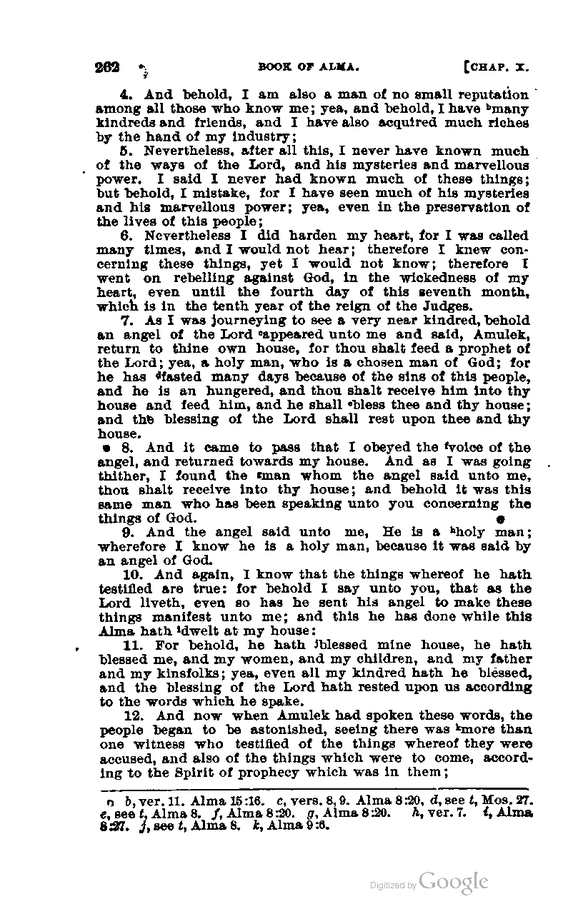 262 BOOK OF ALMA. [CHAP. X.
4. And behold, I am also a man of no small reputation
among all those who know me; yea, and behold, I have ᵇmany
kindreds and friends, and I have also acquired much riches
by the hand of my industry;
5. Nevertheless, after all this, I never have known much
of the ways of the Lord, and his mysteries and marvellous
power. I said I never had known much of these things;
but behold, I mistake, for I have seen much of his mysteries
and his marvellous power; yea, even in the preservation of
the lives of this people;
6. Nevertheless I did harden my heart, for I was called
many times, and I would not hear; therefore I knew con-
cerning these things, yet I would not know; therefore I
went on rebelling against God, in the wickedness of my
heart, even until the fourth day of this seventh month,
which is in the tenth year of the reign of the Judges.
7. As I was journeying to see a very near kindred, behold
an angel of the Lord ᶜappeared unto me and said, Amulek,
return to thine own house, for thou shalt feed a prophet of
the Lord; yea, a holy man, who is a chosen man of God; for
he has ᵈfasted many days because of the sins of this people,
and he is an hungered, and thou shalt receive him into thy
house and feed him, and he shall ᵉbless thee and thy house;
and the blessing of the Lord shall rest upon thee and thy
house.
8. And it came to pass that I obeyed the ᶠvoice of the
angel, and returned towards my house. And as I was going
thither, I found the ᵍman whom the angel said unto me,
thou shalt receive into thy house; and behold it was this
same man who has been speaking unto you concerning the
things of God.
9. And the angel said unto me, He is a ʰholy man;
wherefore I know he is a holy man, because it was said by
an angel of God.
10. And again, I know that the things whereof he hath
testified are true: for behold I say unto you, that as the
Lord liveth, even so has he sent his angel to make these
things manifest unto me; and this he has done while this
Alma hath ⁱdwelt at my house:
11. For behold, he hath ʲblessed mine house, he hath
blessed me, and my women, and my children, and my father
and my kinsfolks; yea, even all my kindred hath he blessed,
and the blessing of the Lord hath rested upon us according
to the words which he spake.
12. And now when Amulek had spoken these words, the
people began to be astonished, seeing there was ᵏmore than
one witness who testified of the things whereof they were
accused, and also of the things which were to come, accord-
ing to the Spirit of prophecy which was in them;
b, ver. 11. Alma 15:16. c, vers. 8, 9. Alma 8:20. d, see t, Mos. 27.
e, see t, Alma 8. f, Alma 8:20. g, Alma 8:20. h, ver. 7. i, Alma
8:27. j, see t, Alma 8. k, Alma 9:6.
Digitized by Google